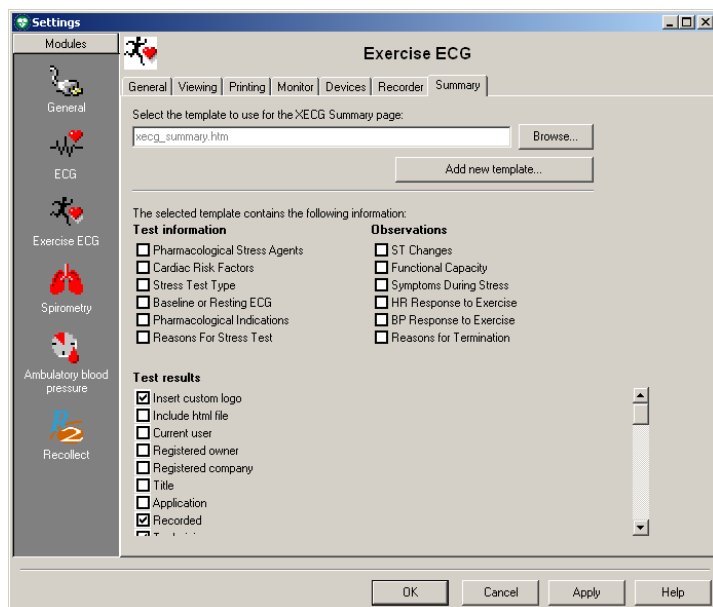 Settings
Modules
General
ECG
Exercise ECG
Spirometry
Ambulatory blood
pressure
Recollect
Exercise ECG
General Viewing Printing Monitor Devices Recorder Summary
Select the template to use for the XECG Summary page:
xecg_summary.htm Browse...
Add new template...
The selected template contains the following information:
Test information Observations
Pharmacological Stress Agents ST Changes
Cardiac Risk Factors Functional Capacity
Stress Test Type Symptoms During Stress
Baseline or Resting ECG HR Response to Exercise
Pharmacological Indications BP Response to Exercise
Reasons For Stress Test Reasons for Termination
Test results
Insert custom logo
Include html file
Current user
Registered owner
Registered company
Title
Application
Recorded
OK Cancel Apply Help